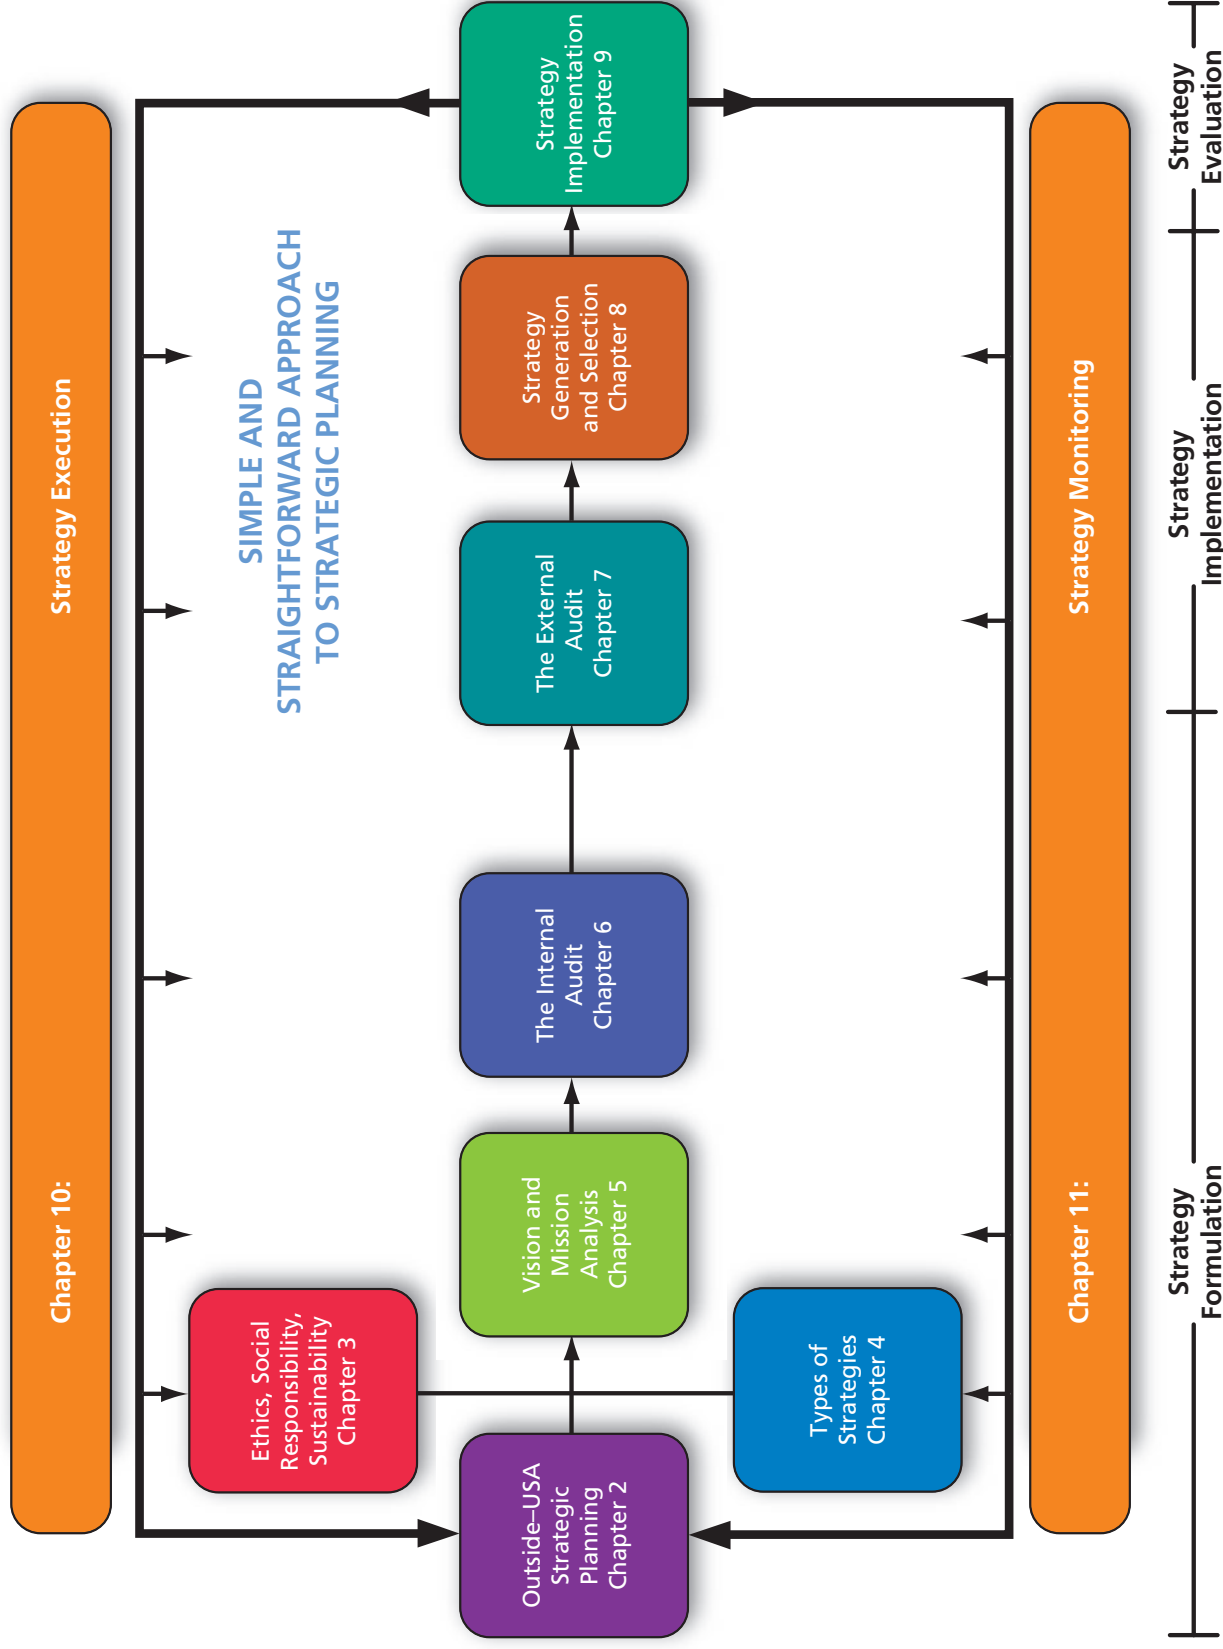 Chapter 10:
Strategy Execution
SIMPLE AND
STRAIGHTFORWARD APPROACH
TO STRATEGIC PLANNING
Ethics, Social
Responsibility,
Sustainability
Chapter 3
Outside–USA
Strategic
Planning
Chapter 2
Vision and
Mission
Analysis
Chapter 5
The Internal
Audit
Chapter 6
The External
Audit
Chapter 7
Strategy
Generation
and Selection
Chapter 8
Strategy
Implementation
Chapter 9
Types of
Strategies
Chapter 4
Chapter 11:
Strategy Monitoring
Strategy
Formulation
Strategy
Implementation
Strategy
Evaluation